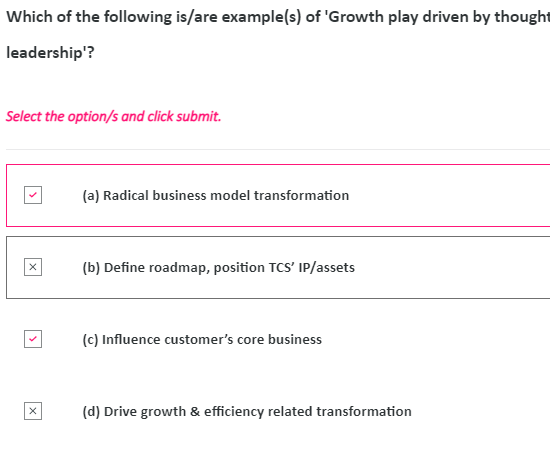 Which of the following is/are example(s) of 'Growth play driven by thought
leadership'?
Select the option/s and click submit.
(a) Radical business model transformation
(b) Define roadmap, position TCS’ IP/assets
(c) Influence customer’s core business
(d) Drive growth & efficiency related transformation